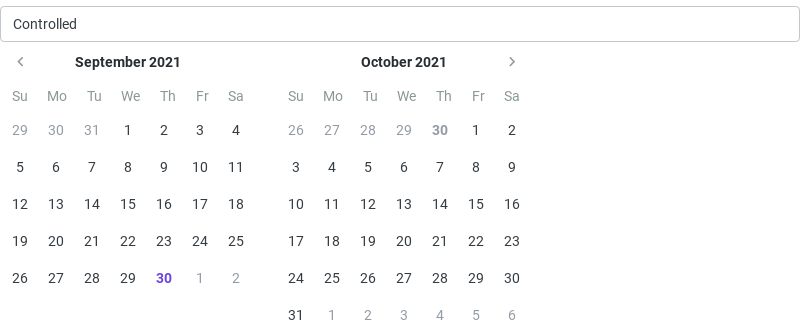 Controlled
September 2021
Su Mo Tu We Th Fr Sa
29 30 31 1 2 3 4
5 6 7 8 9 10 11
12 13 14 15 16 17 18
19 20 21 22 23 24 25
26 27 28 29 30 1 2
October 2021
Su Mo Tu We Th Fr Sa
26 27 28 29 30 1 2
3 4 5 6 7 8 9
10 11 12 13 14 15 16
17 18 19 20 21 22 23
24 25 26 27 28 29 30
31 1 2 3 4 5 6